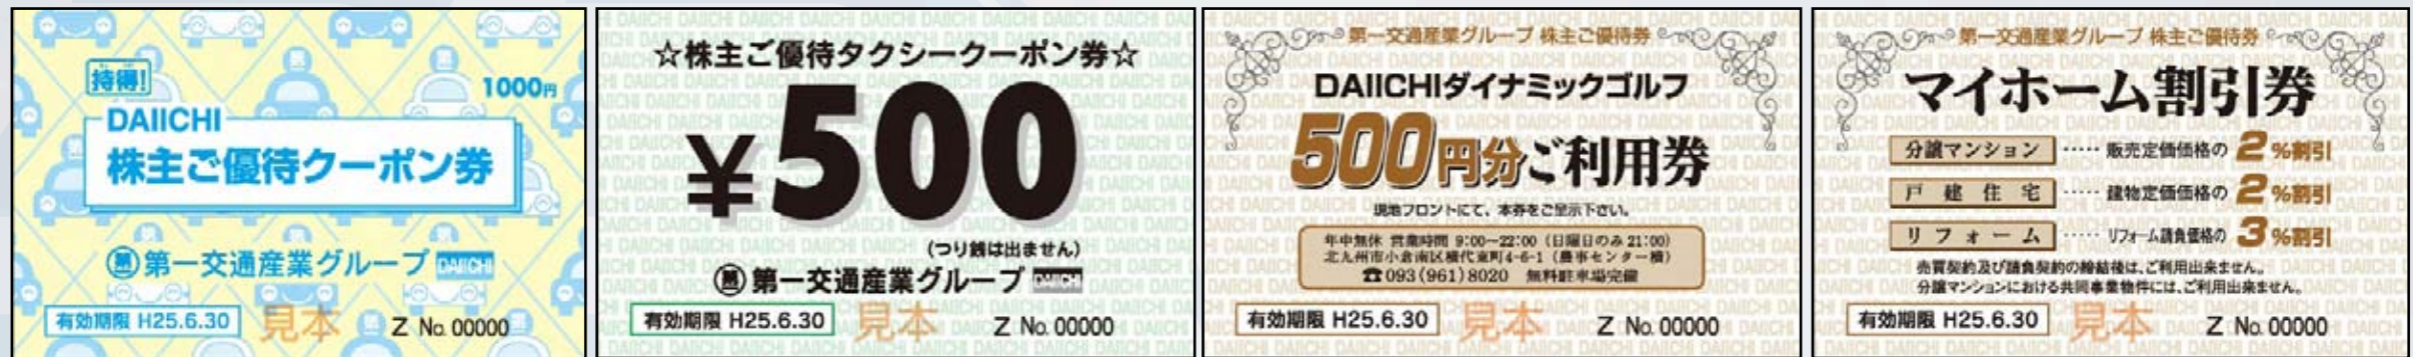 持得!
1000円
DAIICHI
株主ご優待クーポン券
第一交通産業グループ DAIICHI
有効期限 H25.6.30
見本
Z No. 00000
☆株主ご優待タクシークーポン券☆
¥500
(つり銭は出ません)
第一交通産業グループ DAIICHI
有効期限 H25.6.30
見本
Z No. 00000
第一交通産業グループ 株主ご優待券
DAIICHIダイナミックゴルフ
500円分ご利用券
現地フロントにて、本券をご呈示下さい。
年中無休 営業時間 9:00~22:00 (日曜日のみ 21:00)
北九州市小倉南区横代東町4-6-1 (農事センター横)
☎093(961)8020 無料駐車場完備
有効期限 H25.6.30
見本
Z No. 00000
第一交通産業グループ 株主ご優待券
マイホーム割引券
分譲マンション ····· 販売定価価格の 2%割引
戸建住宅 ····· 建物定価価格の 2%割引
リフォーム ····· リフォーム請負価格の 3%割引
売買契約及び請負契約の締結後は、ご利用出来ません。
分譲マンションにおける共同事業物件には、ご利用出来ません。
有効期限 H25.6.30
見本
Z No. 00000